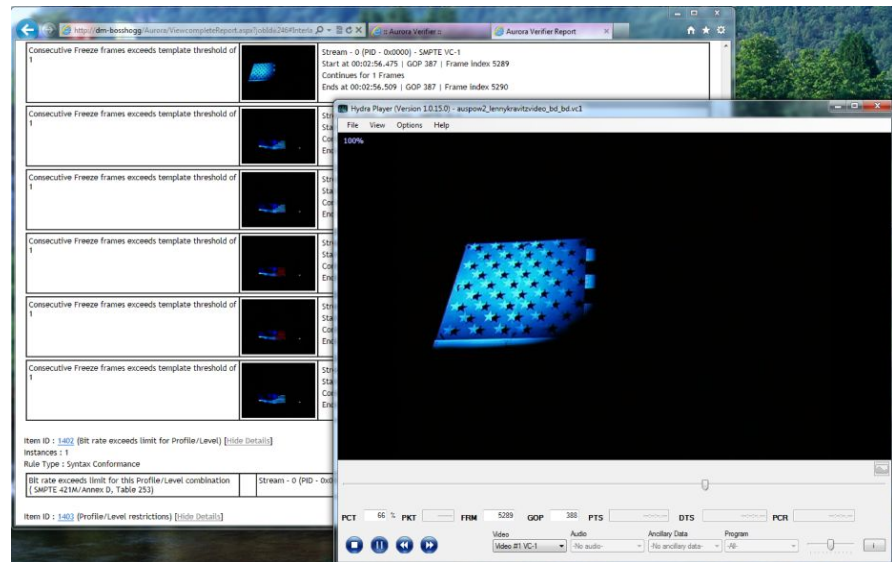 http://dm-bosshogg/Aurora/ViewcompleteReport.aspx?jobId=246#Interla
:: Aurora Verifier ::
Aurora Verifier Report
Consecutive Freeze frames exceeds template threshold of
1
Stream - 0 (PID - 0x0000) - SMPTE VC-1
Start at 00:02:56.475 | GOP 387 | Frame index 5289
Continues for 1 Frames
Ends at 00:02:56.509 | GOP 387 | Frame index 5290
Consecutive Freeze frames exceeds template threshold of
1
Consecutive Freeze frames exceeds template threshold of
1
Consecutive Freeze frames exceeds template threshold of
1
Consecutive Freeze frames exceeds template threshold of
1
Consecutive Freeze frames exceeds template threshold of
1
Item ID : 1402 (Bit rate exceeds limit for Profile/Level) [Hide Details]
Instances : 1
Rule Type : Syntax Conformance
Bit rate exceeds limit for this Profile/Level combination
( SMPTE 421M/Annex D, Table 253)
Stream - 0 (PID - 0x0
Item ID : 1403 (Profile/Level restrictions) [Hide Details]
Hydra Player (Version 1.0.15.0) - auspow2_lennykravitzvideo_bd_bd.vc1
File View Options Help
100%
PCT 66 % PKT FRM 5289 GOP 388 PTS DTS PCR
Video Audio Ancillary Data Program
Video #1 VC-1 -No audio- -No ancillary data- -All-